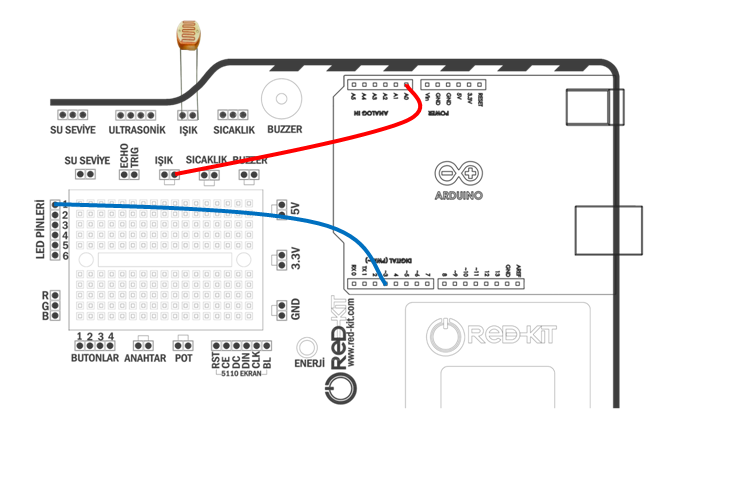 A5 A4 A3 A2 A1 A0
ANALOG IN
Vin GND GND 5V 3.3V RESET
POWER
SU SEVİYE ULTRASONİK IŞIK SICAKLIK BUZZER
SU SEVİYE ECHO TRIG IŞIK SICAKLIK BUZZER
ARDUINO
LED PİNLERİ
1
2
3
4
5
6
5V
3.3V
GND
DIGITAL (PWM~)
RX 0 TX 1 2 ~3 4 ~5 ~6 7 8 ~9 ~10 ~11 12 13 GND AREF
R
G
B
1 2 3 4
BUTONLAR ANAHTAR POT
RST CE DC DIN CLK BL
5110 EKRAN
ENERJİ
RED-KIT
www.red-kit.com
RED-KIT